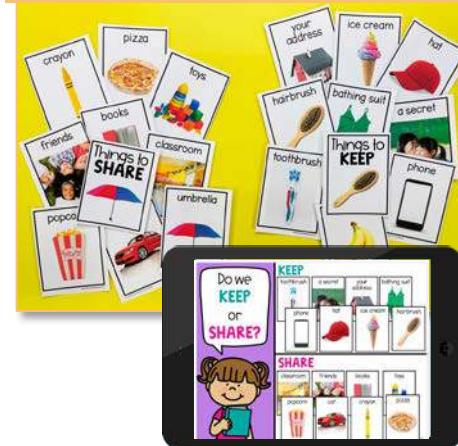 crayon
pizza
toys
friends
books
classroom
Things to
SHARE
umbrella
your
address
ice cream
hat
hairbrush
bathing suit
a secret
toothbrush
Things to
KEEP
phone
Do we
KEEP
or
SHARE?
KEEP
toothbrush
a secret
your
address
bathing suit
phone
hat
ice cream
hairbrush
SHARE
classroom
friends
books
toys
popcorn
car
crayon
pizza